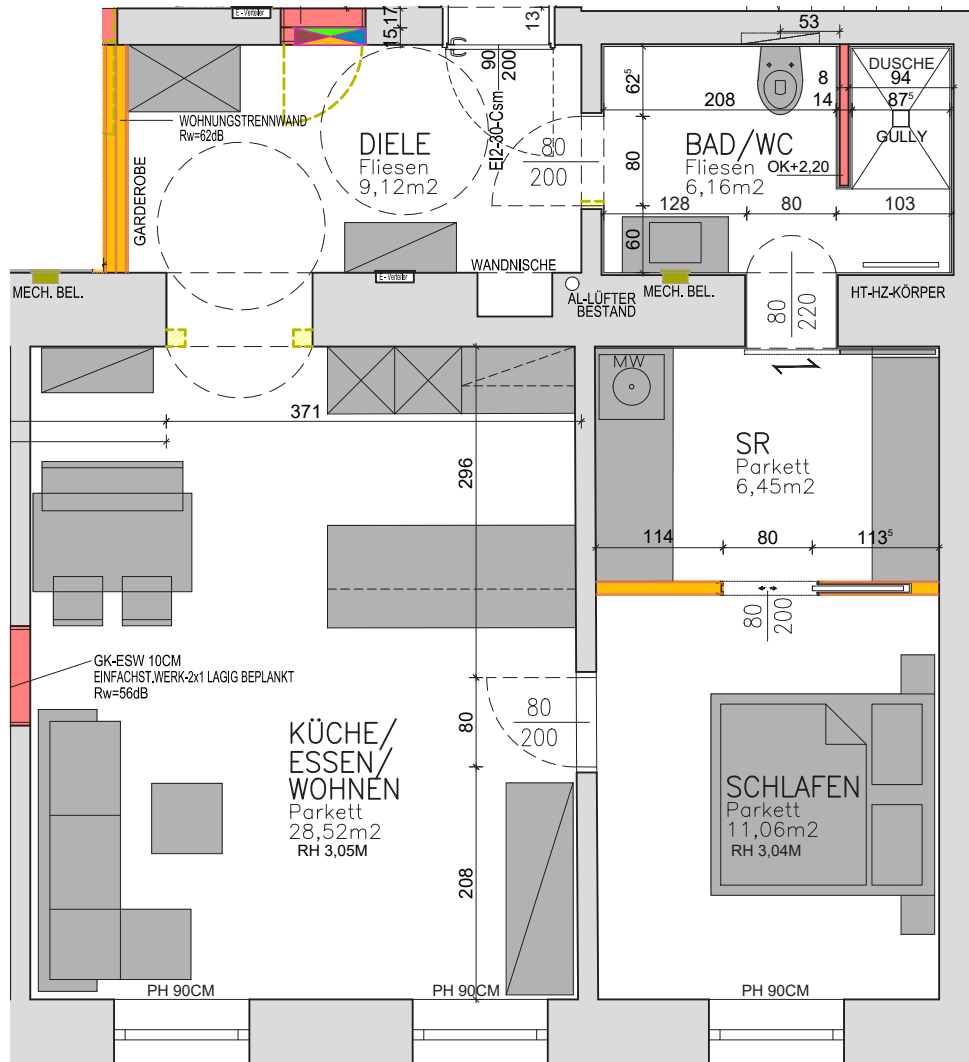 E - Verteiler
15,17
13
53
DUSCHE
8
94
90
200
EI2-30-Csm
62⁵
208
14
87⁵
GULLY
WOHNUNGSTRENNWAND
Rw=62dB
DIELE
Fliesen
9,12m2
80
200
80
BAD/WC
Fliesen
6,16m2
OK+2,20
GARDEROBE
128
80
103
60
WANDNISCHE
E - Verteiler
MECH. BEL.
AL-LÜFTER
BESTAND
MECH. BEL.
80
220
HT-HZ-KÖRPER
MW
371
296
SR
Parkett
6,45m2
114
80
113⁵
80
200
GK-ESW 10CM
EINFACHST.WERK-2x1 LAGIG BEPLANKT
Rw=56dB
80
80
200
KÜCHE/
ESSEN/
WOHNEN
Parkett
28,52m2
RH 3,05M
SCHLAFEN
Parkett
11,06m2
RH 3,04M
208
PH 90CM
PH 90CM
PH 90CM